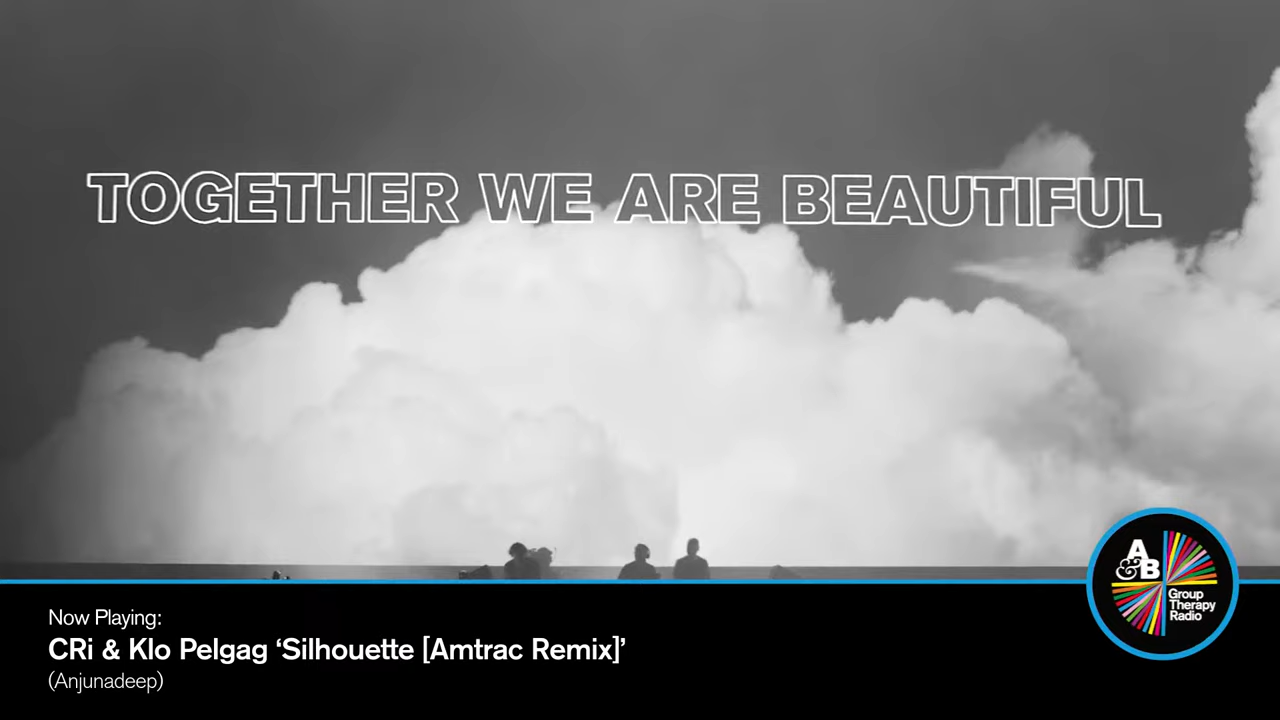 TOGETHER WE ARE BEAUTIFUL
A
&B
Group
Therapy
Radio
Now Playing:
CRi & Klo Pelgag ‘Silhouette [Amtrac Remix]’
(Anjunadeep)